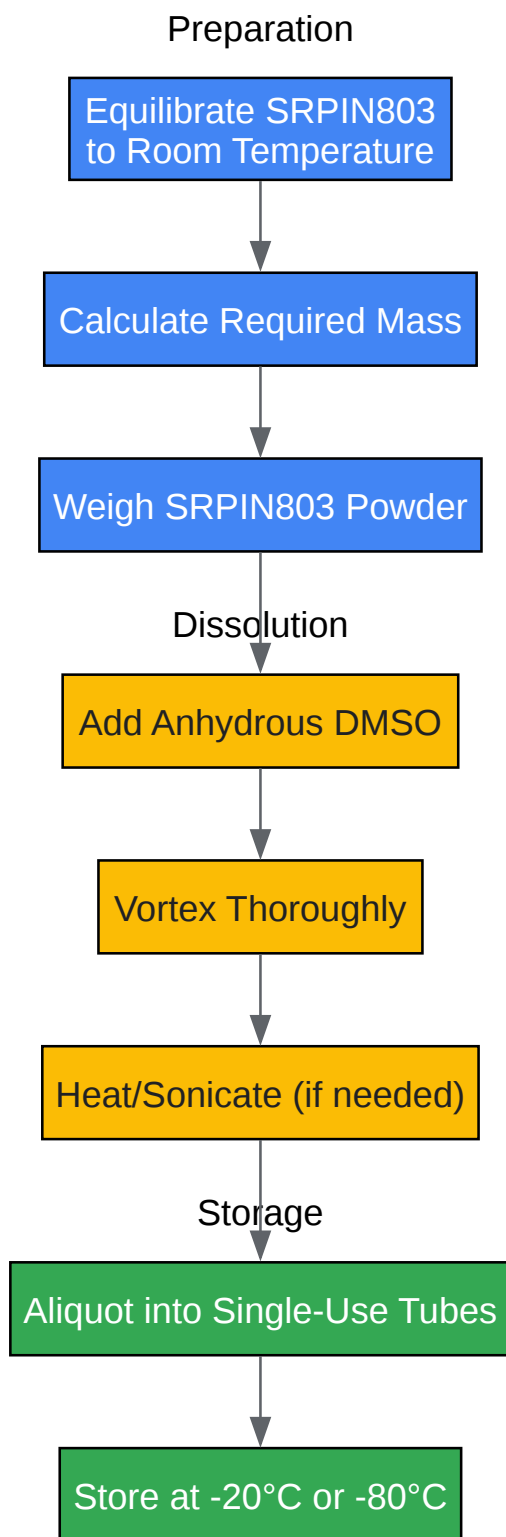 Preparation
Equilibrate SRPIN803
to Room Temperature
Calculate Required Mass
Weigh SRPIN803 Powder
Dissolution
Add Anhydrous DMSO
Vortex Thoroughly
Heat/Sonicate (if needed)
Storage
Aliquot into Single-Use Tubes
Store at -20°C or -80°C